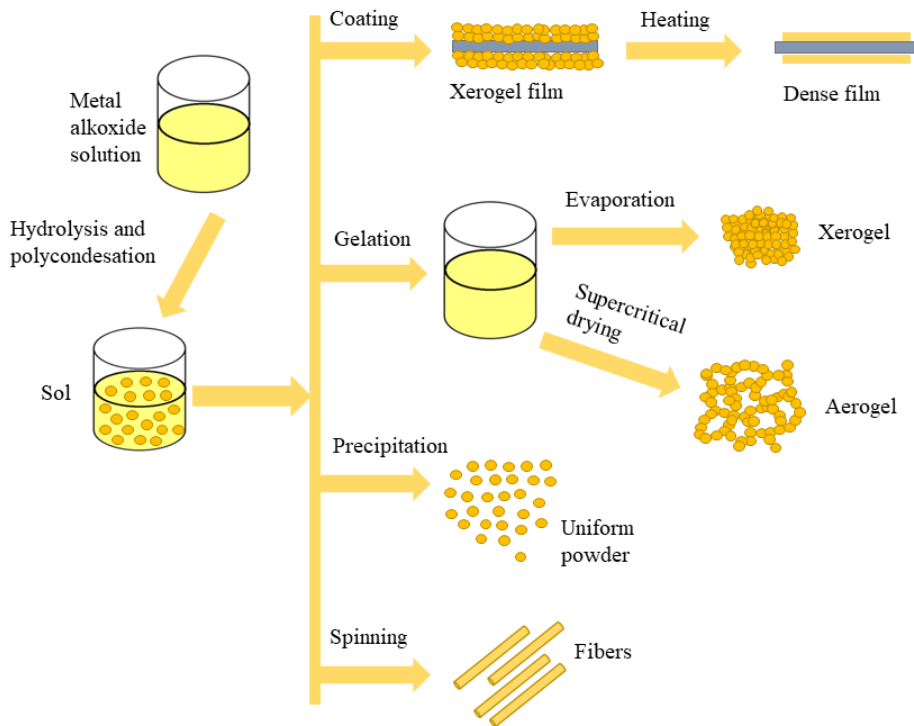 Coating
Heating
Xerogel film
Dense film
Metal
alkoxide
solution
Hydrolysis and
polycondesation
Sol
Gelation
Evaporation
Xerogel
Supercritical
drying
Aerogel
Precipitation
Uniform
powder
Spinning
Fibers